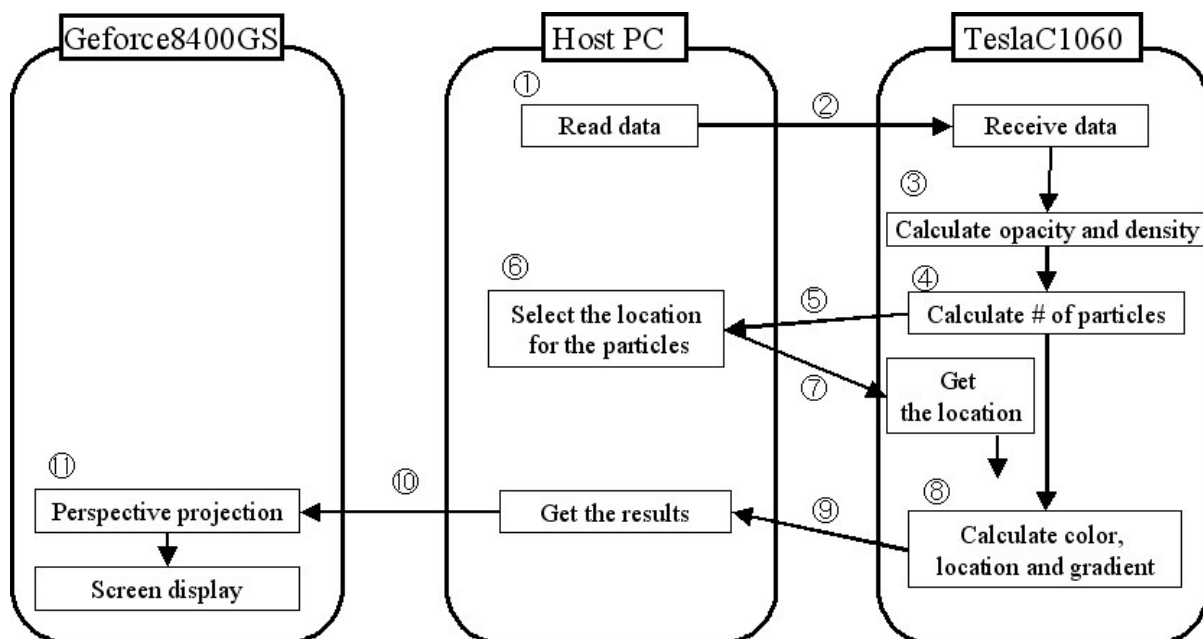 Geforce8400GS
Host PC
TeslaC1060
①
Read data
②
Receive data
③
Calculate opacity and density
④
Calculate # of particles
⑤
⑥
Select the location
for the particles
⑦
Get
the location
⑧
Calculate color,
location and gradient
⑨
Get the results
⑩
⑪
Perspective projection
Screen display